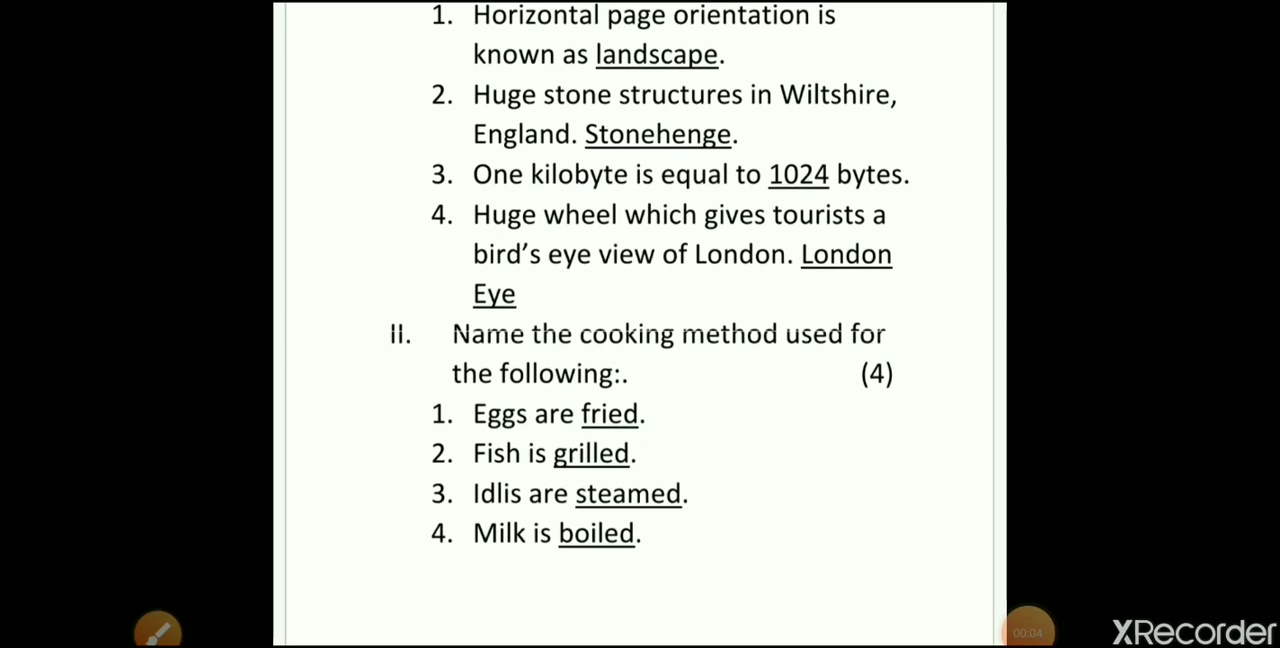 1. Horizontal page orientation is
known as landscape.
2. Huge stone structures in Wiltshire,
England. Stonehenge.
3. One kilobyte is equal to 1024 bytes.
4. Huge wheel which gives tourists a
bird’s eye view of London. London
Eye
II. Name the cooking method used for
the following:. (4)
1. Eggs are fried.
2. Fish is grilled.
3. Idlis are steamed.
4. Milk is boiled.
00:04
XRecorder